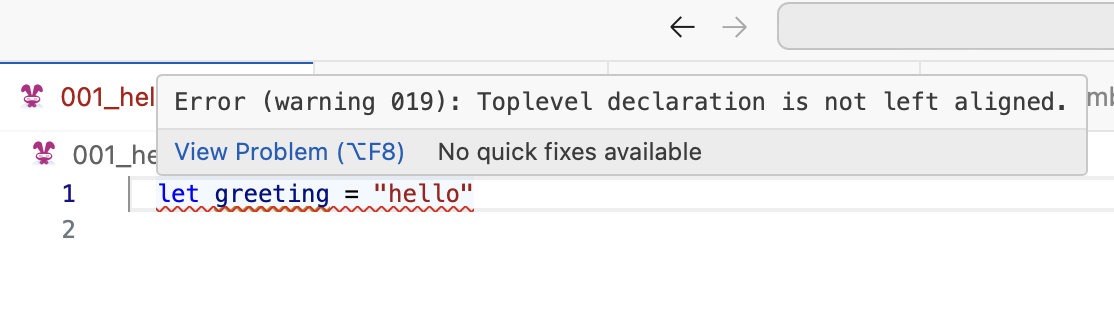 ← →
001_hel
Error (warning 019): Toplevel declaration is not left aligned.
View Problem (⌥F8) No quick fixes available
001_he
1 let greeting = "hello"
2